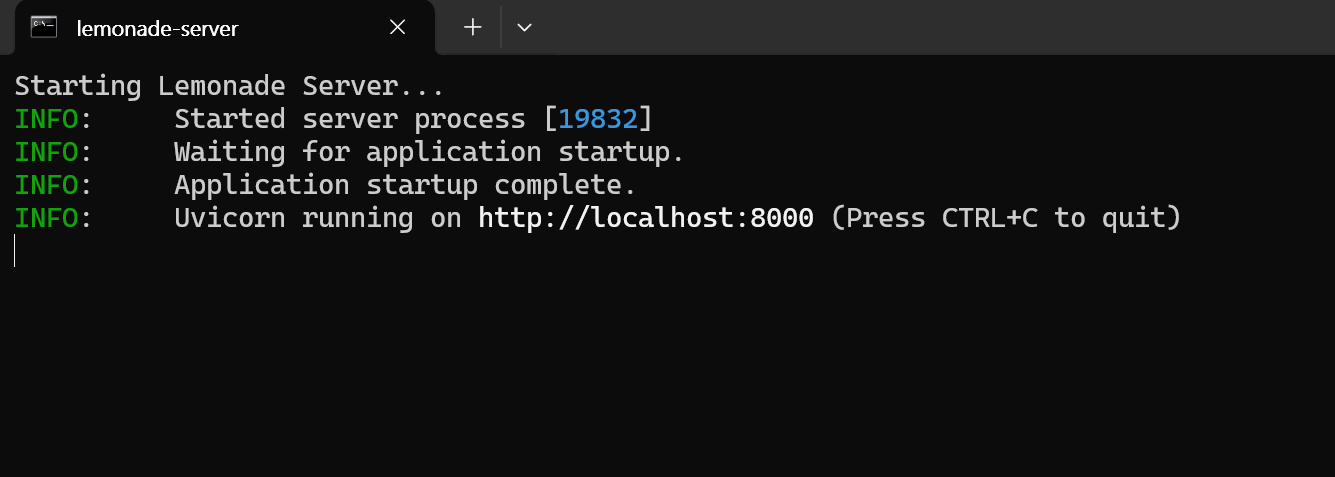 lemonade-server
Starting Lemonade Server...
INFO:     Started server process [19832]
INFO:     Waiting for application startup.
INFO:     Application startup complete.
INFO:     Uvicorn running on http://localhost:8000 (Press CTRL+C to quit)